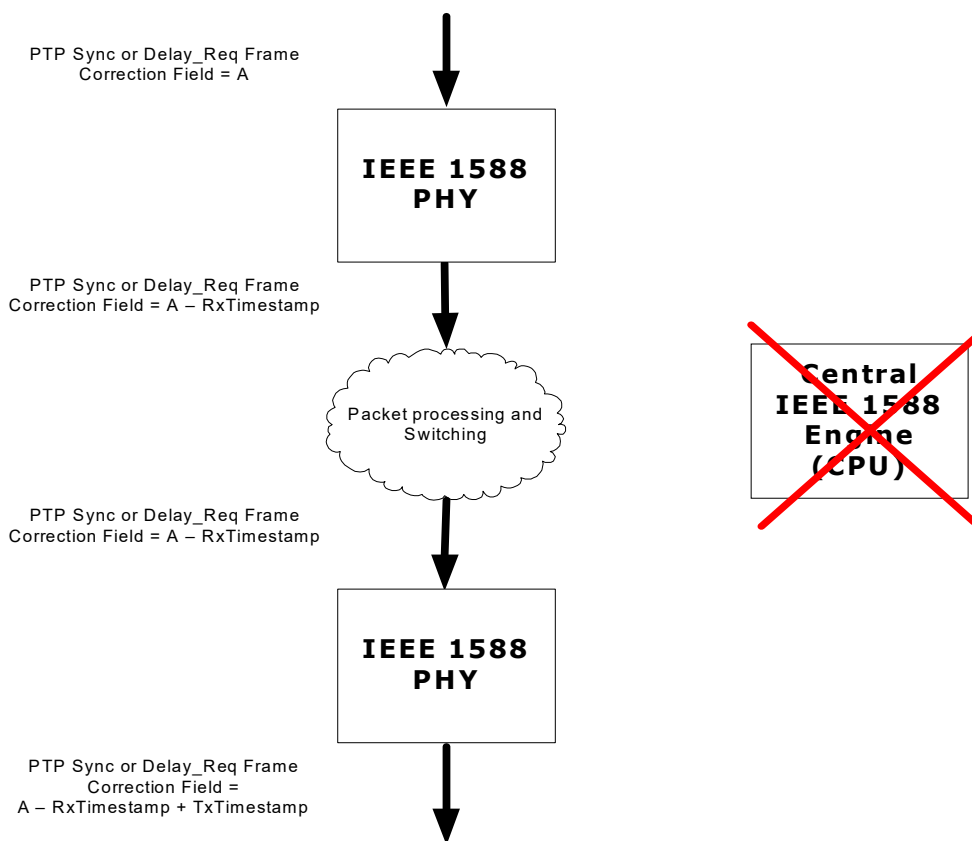 PTP Sync or Delay_Req Frame
Correction Field = A
IEEE 1588
PHY
PTP Sync or Delay_Req Frame
Correction Field = A – RxTimestamp
Packet processing and
Switching
Central
IEEE 1588
Engine
(CPU)
PTP Sync or Delay_Req Frame
Correction Field = A – RxTimestamp
IEEE 1588
PHY
PTP Sync or Delay_Req Frame
Correction Field =
A – RxTimestamp + TxTimestamp